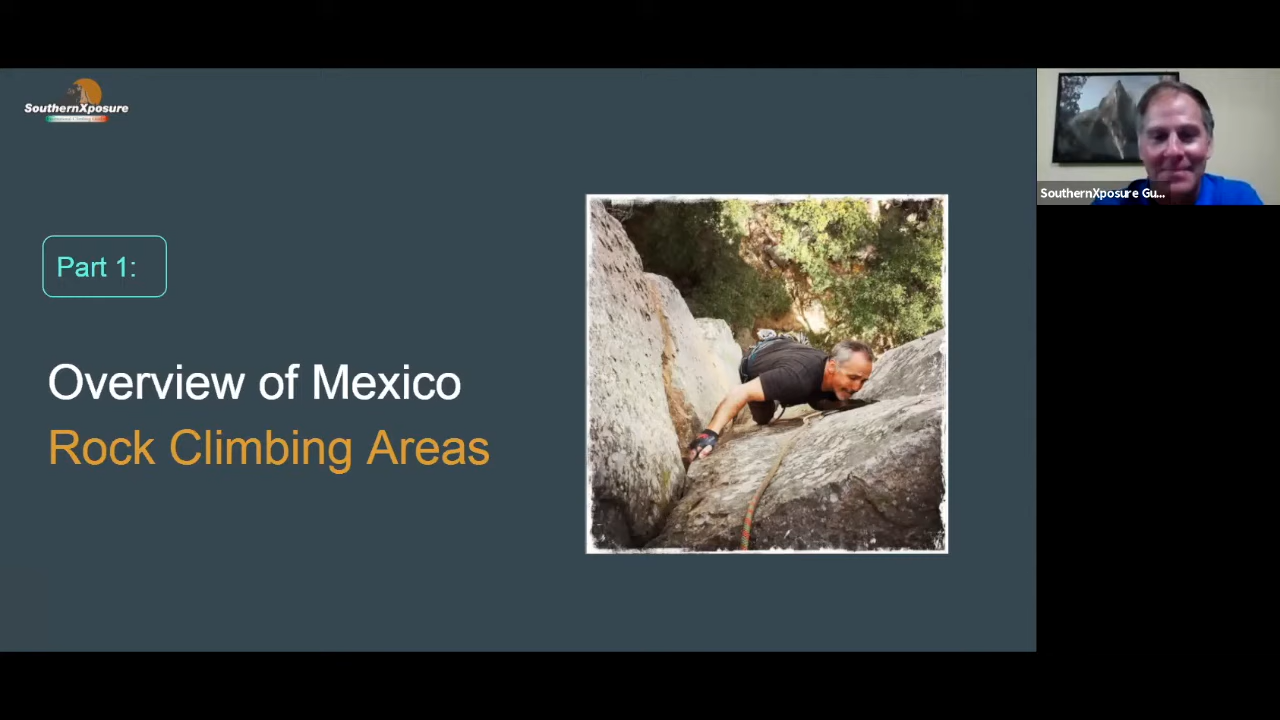 SouthernXposure
Part 1:
Overview of Mexico
Rock Climbing Areas
SouthernXposure Gu...